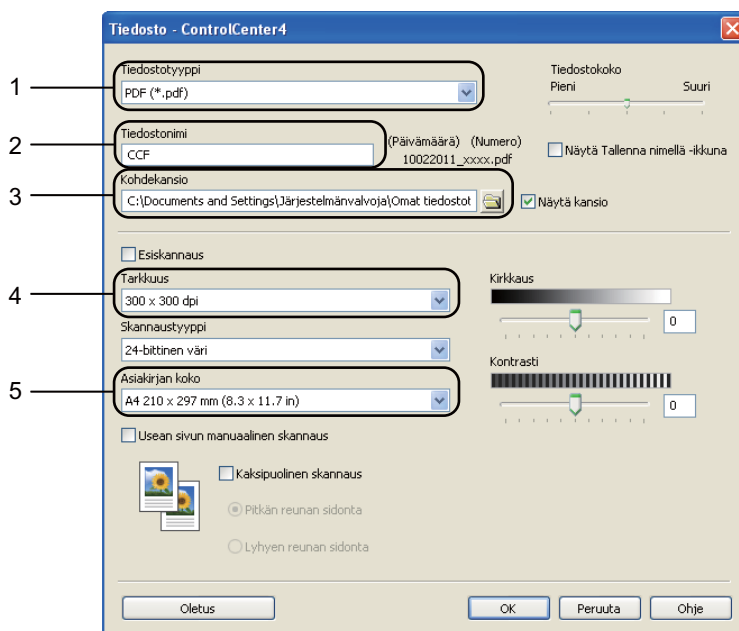 Tiedosto - ControlCenter4
1
Tiedostotyyppi
PDF (*.pdf)
Tiedostokoko
Pieni
Suuri
2
Tiedostonimi
CCF
(Päivämäärä) (Numero)
10022011_xxxx.pdf
Näytä Tallenna nimellä -ikkuna
3
Kohdekansio
C:\Documents and Settings\Järjestelmänvalvoja\Omat tiedostot
Näytä kansio
Esiskannaus
4
Tarkkuus
300 x 300 dpi
Kirkkaus
0
Skannaustyyppi
24-bittinen väri
Kontrasti
0
5
Asiakirjan koko
A4 210 x 297 mm (8.3 x 11.7 in)
Usean sivun manuaalinen skannaus
Kaksipuolinen skannaus
Pitkän reunan sidonta
Lyhyen reunan sidonta
Oletus
OK
Peruuta
Ohje